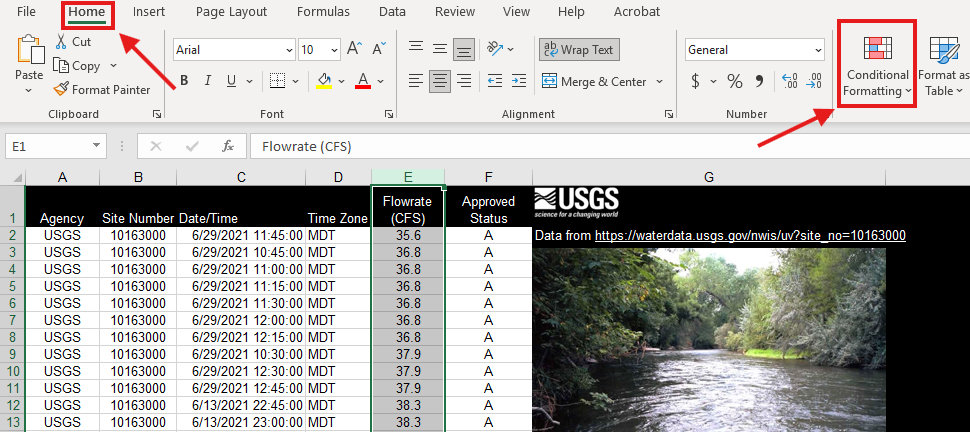 File Home Insert Page Layout Formulas Data Review View Help Acrobat
Paste
Cut
Copy
Format Painter
Clipboard
Arial 10 A A
B I U A
Font
ab Wrap Text
c
Merge & Center
Alignment
General
$ % , .00 .00
Number
Conditional
Formatting
Format as
Table
E1 fx Flowrate (CFS)
A B C D E F G
1 Agency Site Number Date/Time Time Zone Flowrate (CFS) Approved Status
2 USGS 10163000 6/29/2021 11:45:00 MDT 35.6 A
3 USGS 10163000 6/29/2021 10:45:00 MDT 36.8 A
4 USGS 10163000 6/29/2021 11:00:00 MDT 36.8 A
5 USGS 10163000 6/29/2021 11:15:00 MDT 36.8 A
6 USGS 10163000 6/29/2021 11:30:00 MDT 36.8 A
7 USGS 10163000 6/29/2021 12:00:00 MDT 36.8 A
8 USGS 10163000 6/29/2021 12:15:00 MDT 36.8 A
9 USGS 10163000 6/29/2021 10:30:00 MDT 37.9 A
10 USGS 10163000 6/29/2021 12:30:00 MDT 37.9 A
11 USGS 10163000 6/29/2021 12:45:00 MDT 37.9 A
12 USGS 10163000 6/13/2021 22:45:00 MDT 38.3 A
13 USGS 10163000 6/13/2021 23:00:00 MDT 38.3 A
USGS
science for a changing world
Data from https://waterdata.usgs.gov/nwis/uv?site_no=10163000